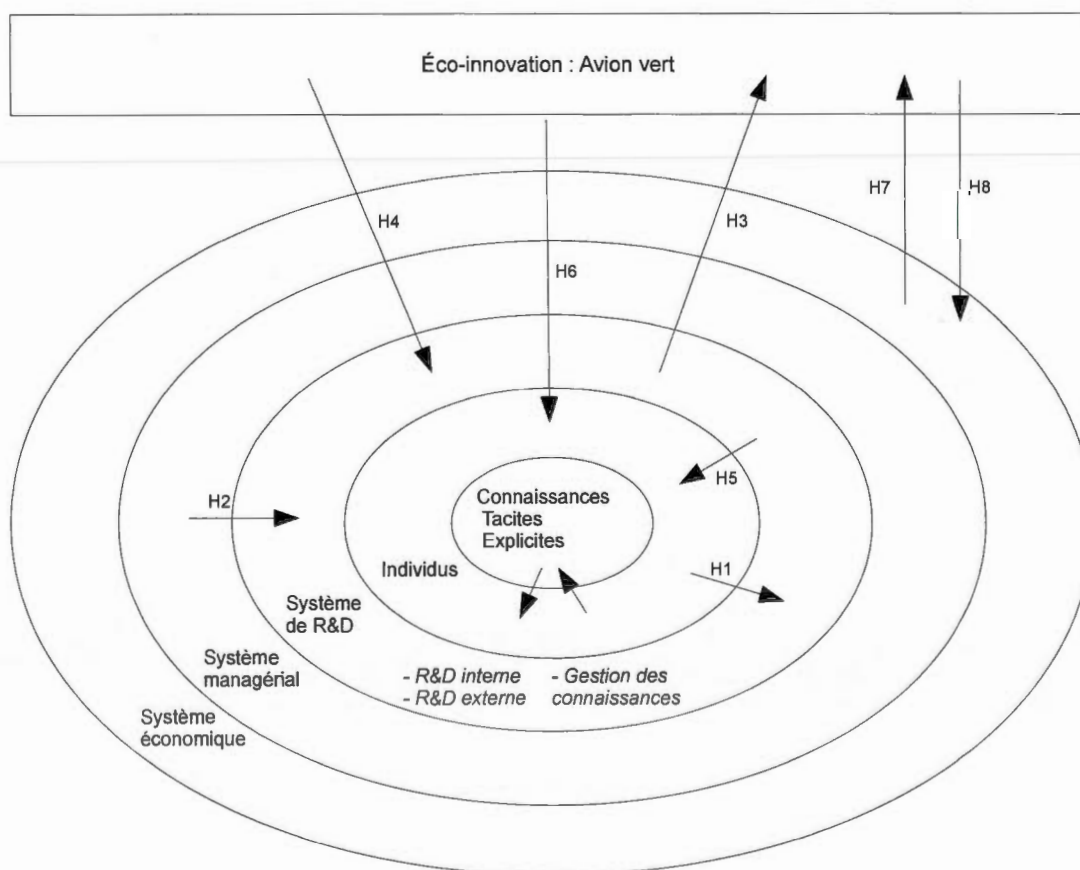 Éco-innovation : Avion vert
H7
H8
H4
H3
H6
H5
H2
Connaissances
Tacites
Explicites
H1
Individus
Système
de R&D
Système
managérial
- R&D interne
- R&D externe
- Gestion des
connaissances
Système
économique